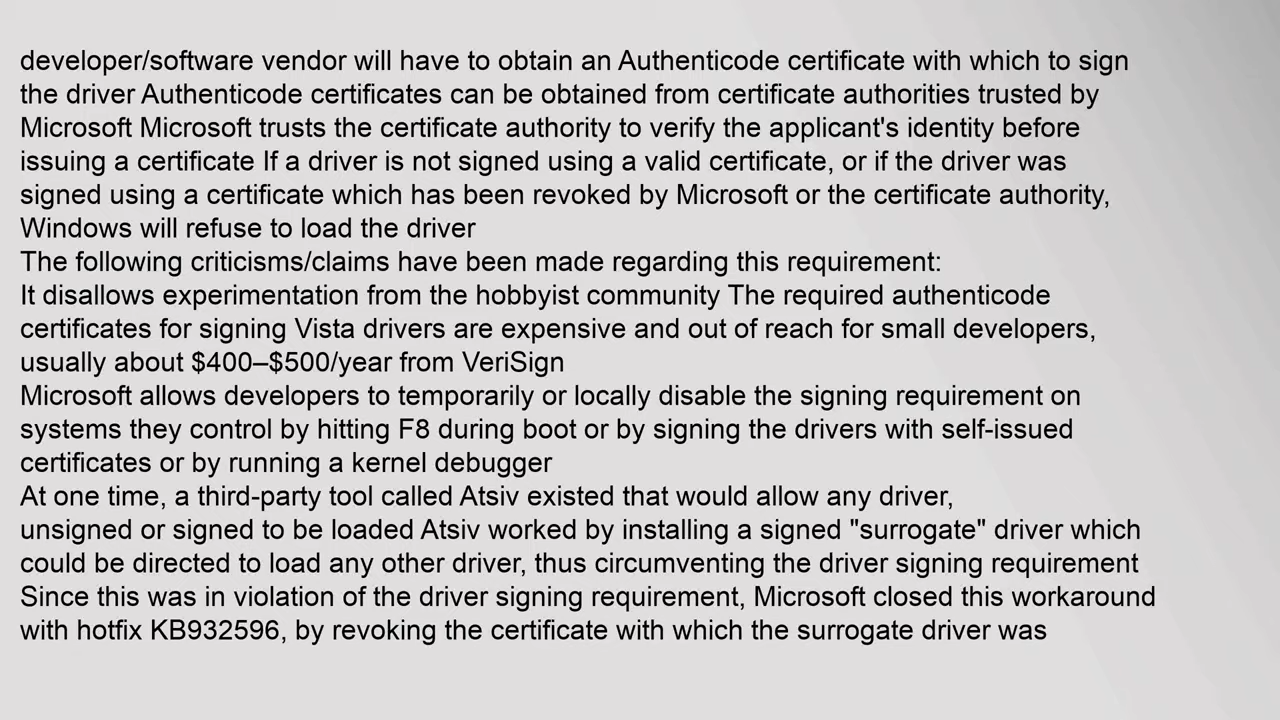 developer/software vendor will have to obtain an Authenticode certificate with which to sign
the driver Authenticode certificates can be obtained from certificate authorities trusted by
Microsoft Microsoft trusts the certificate authority to verify the applicant's identity before
issuing a certificate If a driver is not signed using a valid certificate, or if the driver was
signed using a certificate which has been revoked by Microsoft or the certificate authority,
Windows will refuse to load the driver
The following criticisms/claims have been made regarding this requirement:
It disallows experimentation from the hobbyist community The required authenticode
certificates for signing Vista drivers are expensive and out of reach for small developers,
usually about $400–$500/year from VeriSign
Microsoft allows developers to temporarily or locally disable the signing requirement on
systems they control by hitting F8 during boot or by signing the drivers with self-issued
certificates or by running a kernel debugger
At one time, a third-party tool called Atsiv existed that would allow any driver,
unsigned or signed to be loaded Atsiv worked by installing a signed "surrogate" driver which
could be directed to load any other driver, thus circumventing the driver signing requirement
Since this was in violation of the driver signing requirement, Microsoft closed this workaround
with hotfix KB932596, by revoking the certificate with which the surrogate driver was